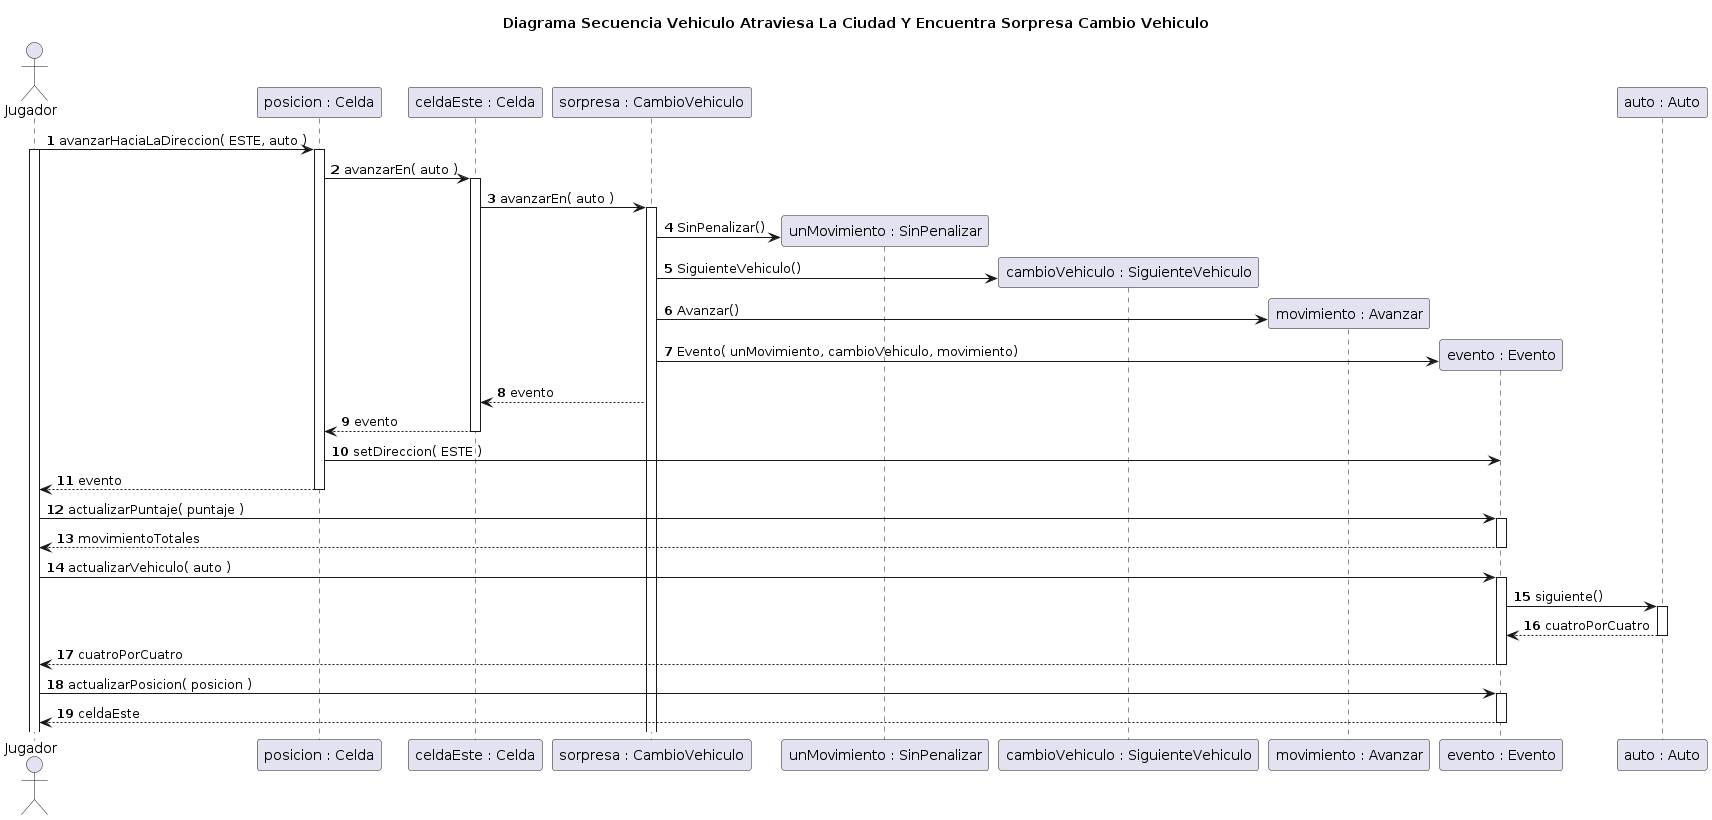 Diagrama Secuencia Vehiculo Atraviesa La Ciudad Y Encuentra Sorpresa Cambio Vehiculo
Jugador
posicion : Celda
celdaEste : Celda
sorpresa : CambioVehiculo
auto : Auto
1 avanzarHaciaLaDireccion( ESTE, auto )
2 avanzarEn( auto )
3 avanzarEn( auto )
4 SinPenalizar()
unMovimiento : SinPenalizar
5 SiguienteVehiculo()
cambioVehiculo : SiguienteVehiculo
6 Avanzar()
movimiento : Avanzar
7 Evento( unMovimiento, cambioVehiculo, movimiento)
evento : Evento
8 evento
9 evento
10 setDireccion( ESTE )
11 evento
12 actualizarPuntaje( puntaje )
13 movimientoTotales
14 actualizarVehiculo( auto )
15 siguiente()
16 cuatroPorCuatro
17 cuatroPorCuatro
18 actualizarPosicion( posicion )
19 celdaEste
Jugador
posicion : Celda
celdaEste : Celda
sorpresa : CambioVehiculo
unMovimiento : SinPenalizar
cambioVehiculo : SiguienteVehiculo
movimiento : Avanzar
evento : Evento
auto : Auto